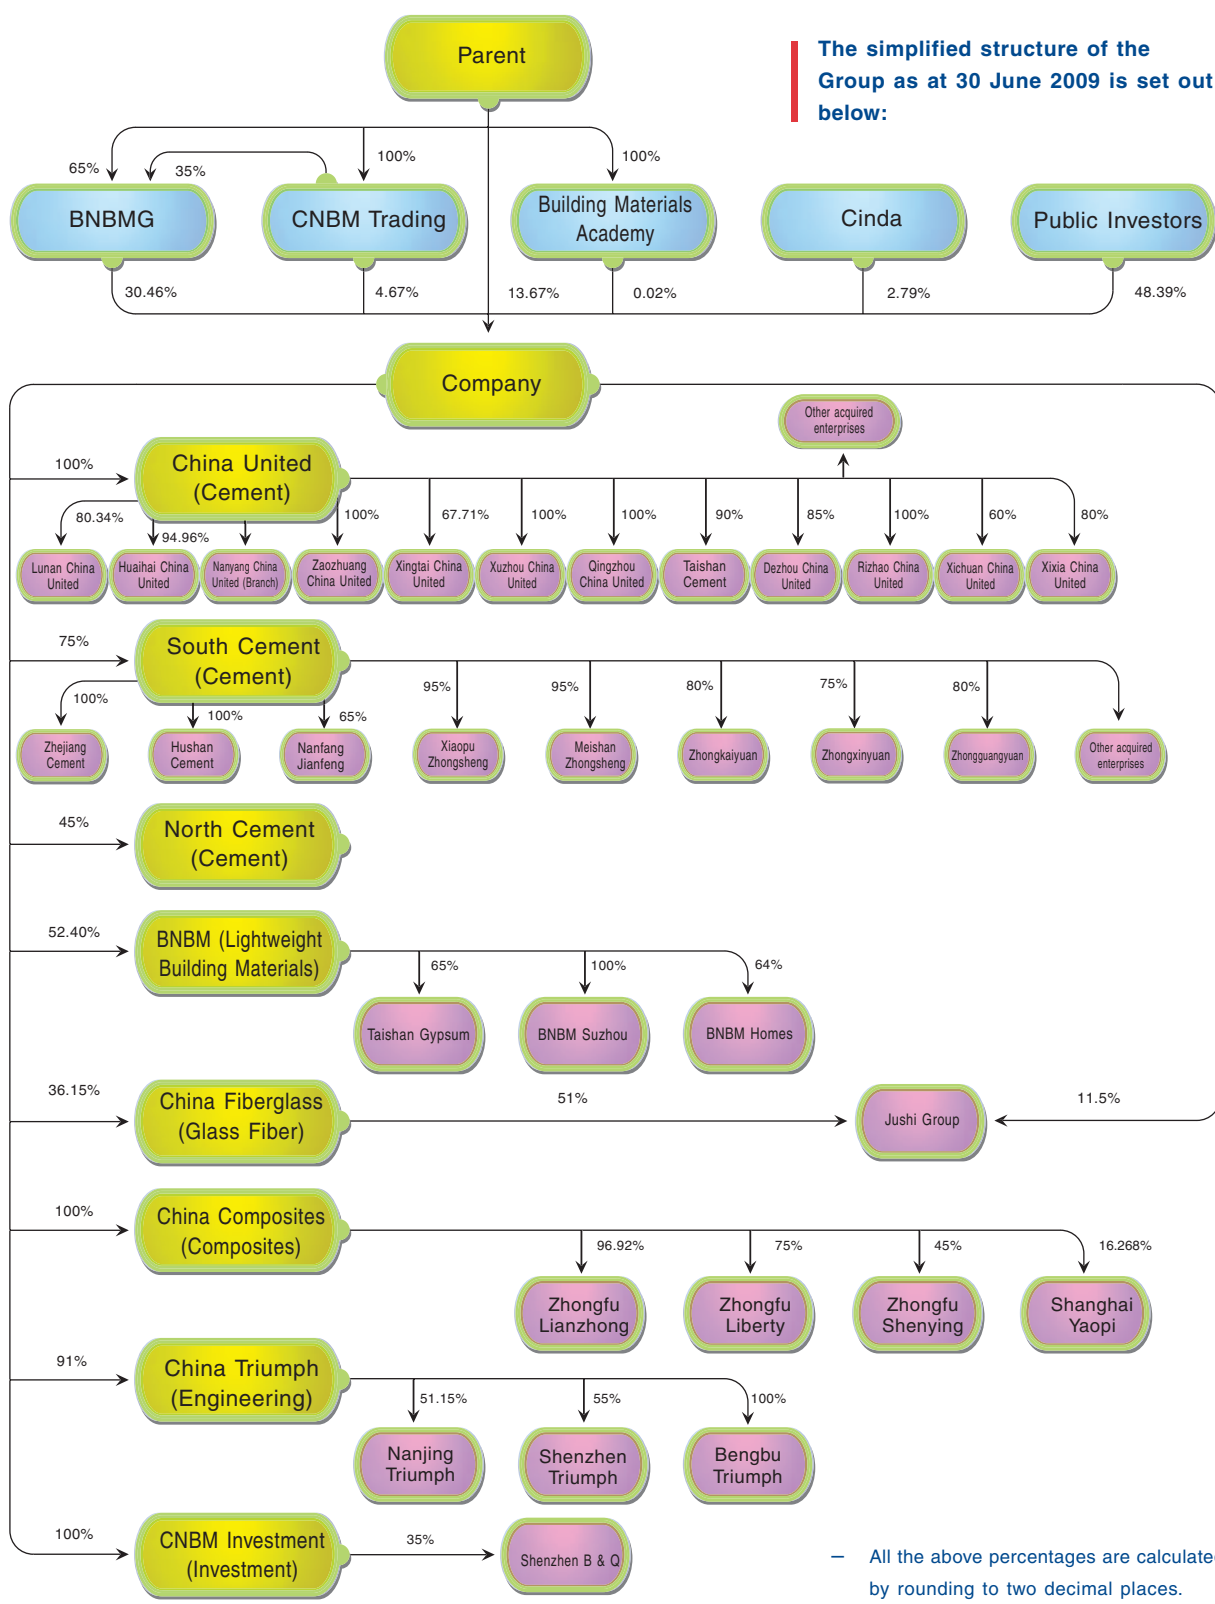 Parent
The simplified structure of the
Group as at 30 June 2009 is set out
below:
65%
35%
100%
100%
BNBMG
CNBM Trading
Building Materials
Academy
Cinda
Public Investors
30.46%
4.67%
13.67%
0.02%
2.79%
48.39%
Company
Other acquired
enterprises
100%
China United
(Cement)
80.34%
94.96%
100%
67.71%
100%
100%
90%
85%
100%
60%
80%
Lunan China
United
Huaihai China
United
Nanyang China
United (Branch)
Zaozhuang
China United
Xingtai China
United
Xuzhou China
United
Qingzhou
China United
Taishan
Cement
Dezhou China
United
Rizhao China
United
Xichuan China
United
Xixia China
United
75%
South Cement
(Cement)
100%
100%
65%
95%
95%
80%
75%
80%
Zhejiang
Cement
Hushan
Cement
Nanfang
Jianfeng
Xiaopu
Zhongsheng
Meishan
Zhongsheng
Zhongkaiyuan
Zhongxinyuan
Zhongguangyuan
Other acquired
enterprises
45%
North Cement
(Cement)
52.40%
BNBM (Lightweight
Building Materials)
65%
100%
64%
Taishan Gypsum
BNBM Suzhou
BNBM Homes
36.15%
China Fiberglass
(Glass Fiber)
51%
Jushi Group
11.5%
100%
China Composites
(Composites)
96.92%
75%
45%
16.268%
Zhongfu
Lianzhong
Zhongfu
Liberty
Zhongfu
Shenying
Shanghai
Yaopi
91%
China Triumph
(Engineering)
51.15%
55%
100%
Nanjing
Triumph
Shenzhen
Triumph
Bengbu
Triumph
100%
CNBM Investment
(Investment)
35%
Shenzhen B & Q
– All the above percentages are calculated
by rounding to two decimal places.